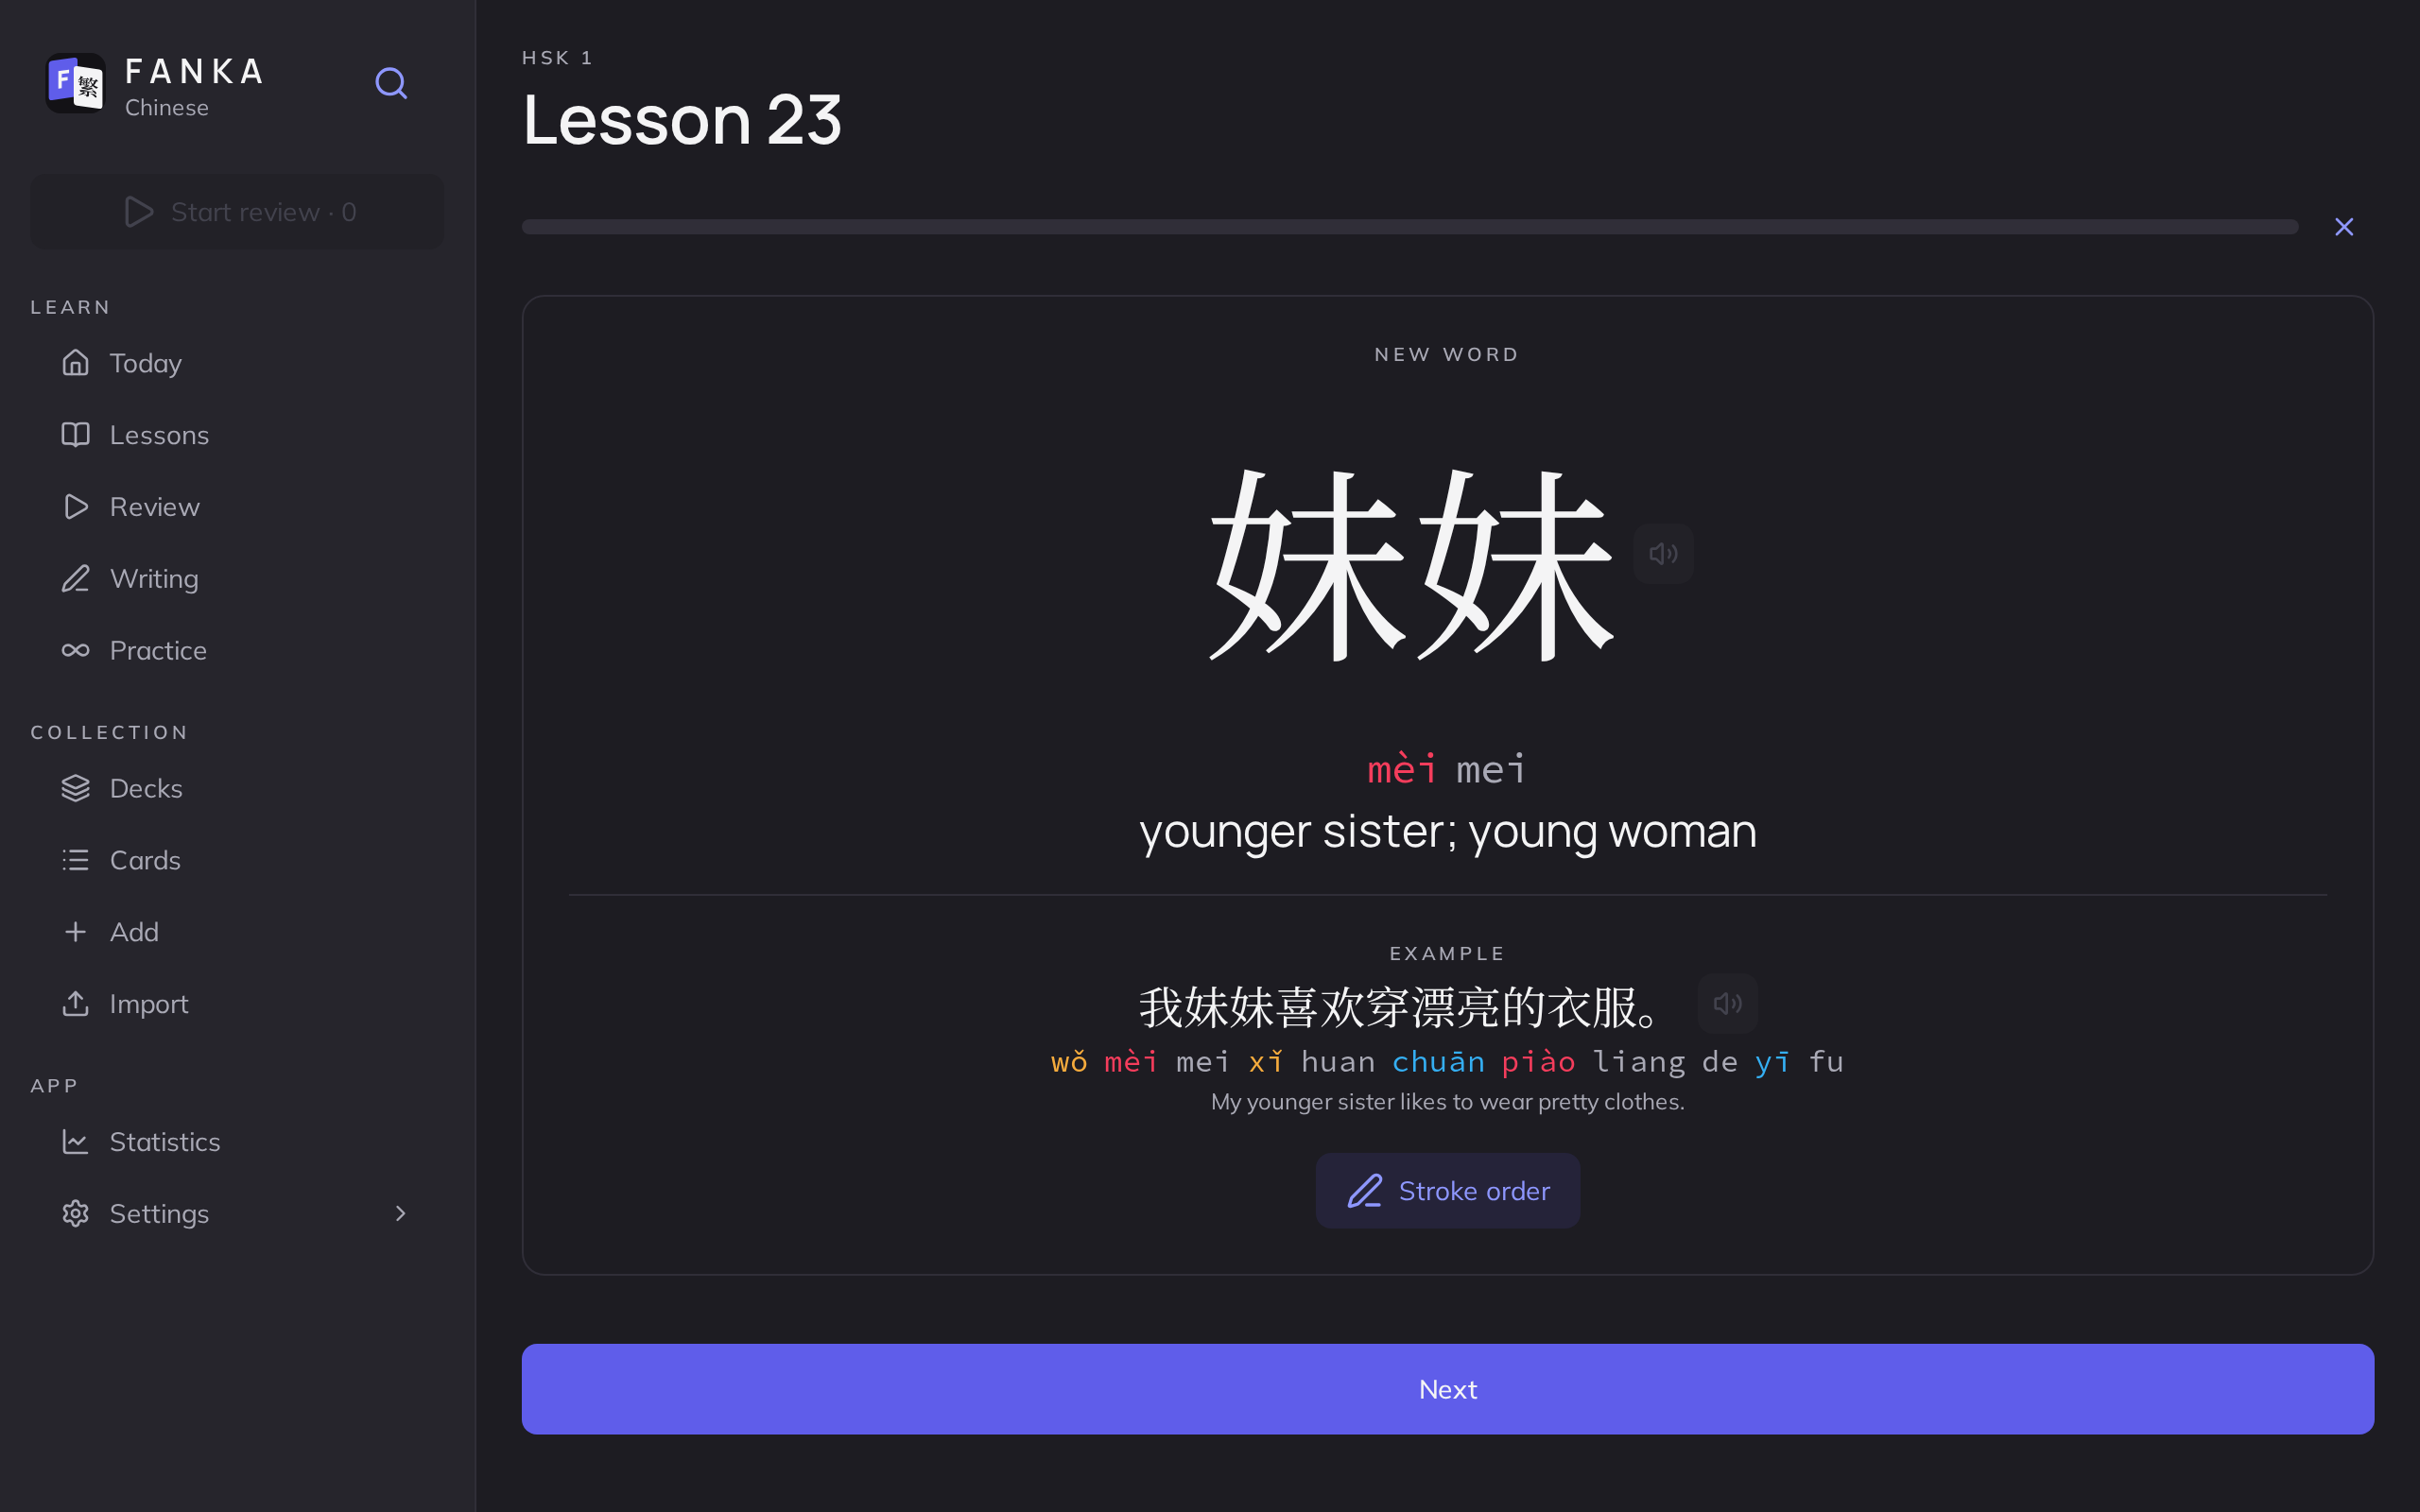 F 繁
FANKA
Chinese
Start review · 0
LEARN
Today
Lessons
Review
Writing
Practice
COLLECTION
Decks
Cards
Add
Import
APP
Statistics
Settings
HSK 1
Lesson 23
NEW WORD
妹妹
mèi mei
younger sister; young woman
EXAMPLE
我妹妹喜欢穿漂亮的衣服。
wǒ mèi mei xǐ huan chuān piào liang de yī fu
My younger sister likes to wear pretty clothes.
Stroke order
Next